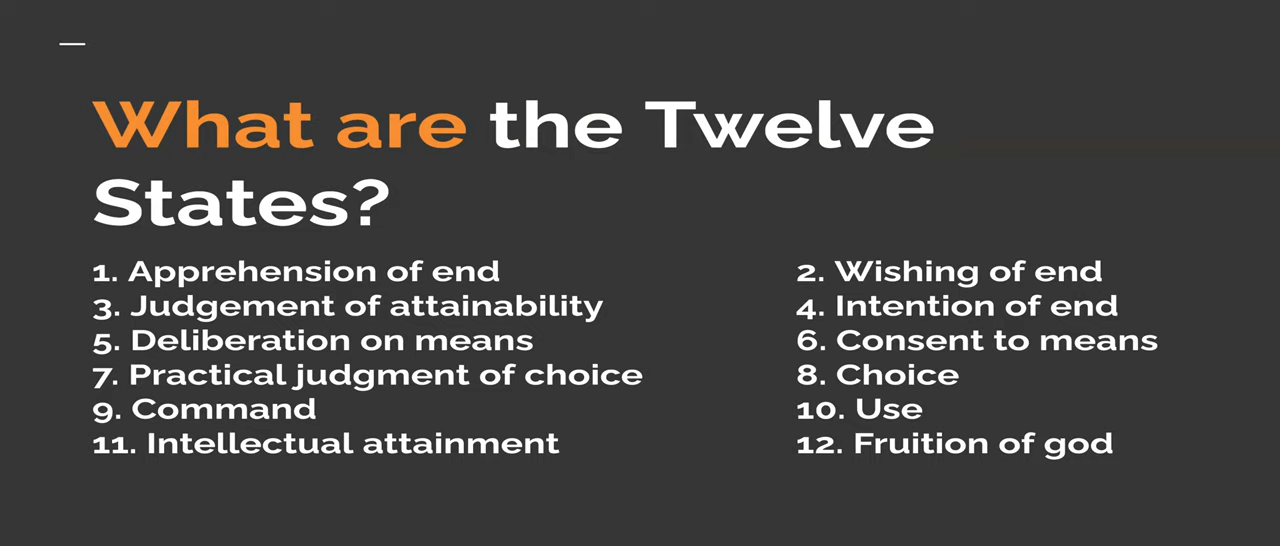 What are the Twelve
States?
1. Apprehension of end
2. Wishing of end
3. Judgement of attainability
4. Intention of end
5. Deliberation on means
6. Consent to means
7. Practical judgment of choice
8. Choice
9. Command
10. Use
11. Intellectual attainment
12. Fruition of god